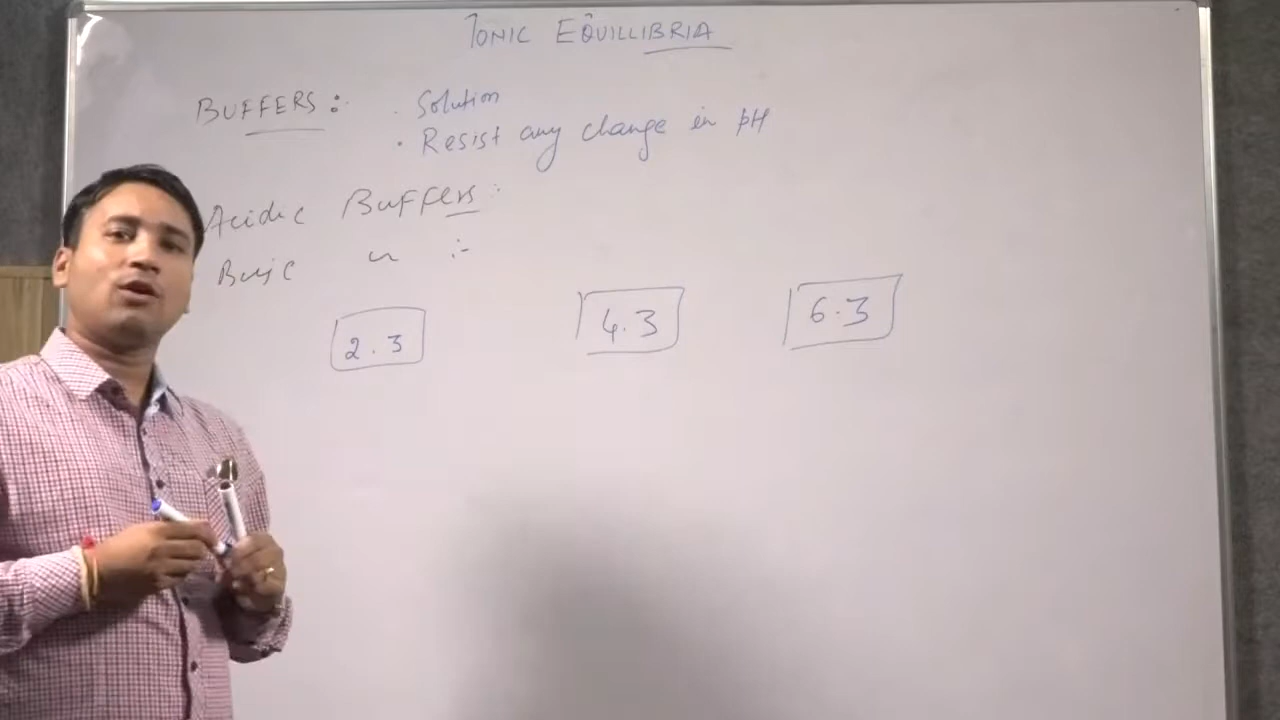 IONIC EQUILLIBRIA
BUFFERS :
. Solution
. Resist any change in pH
Acidic Buffers :
Basic " :-
2.3 4.3 6.3